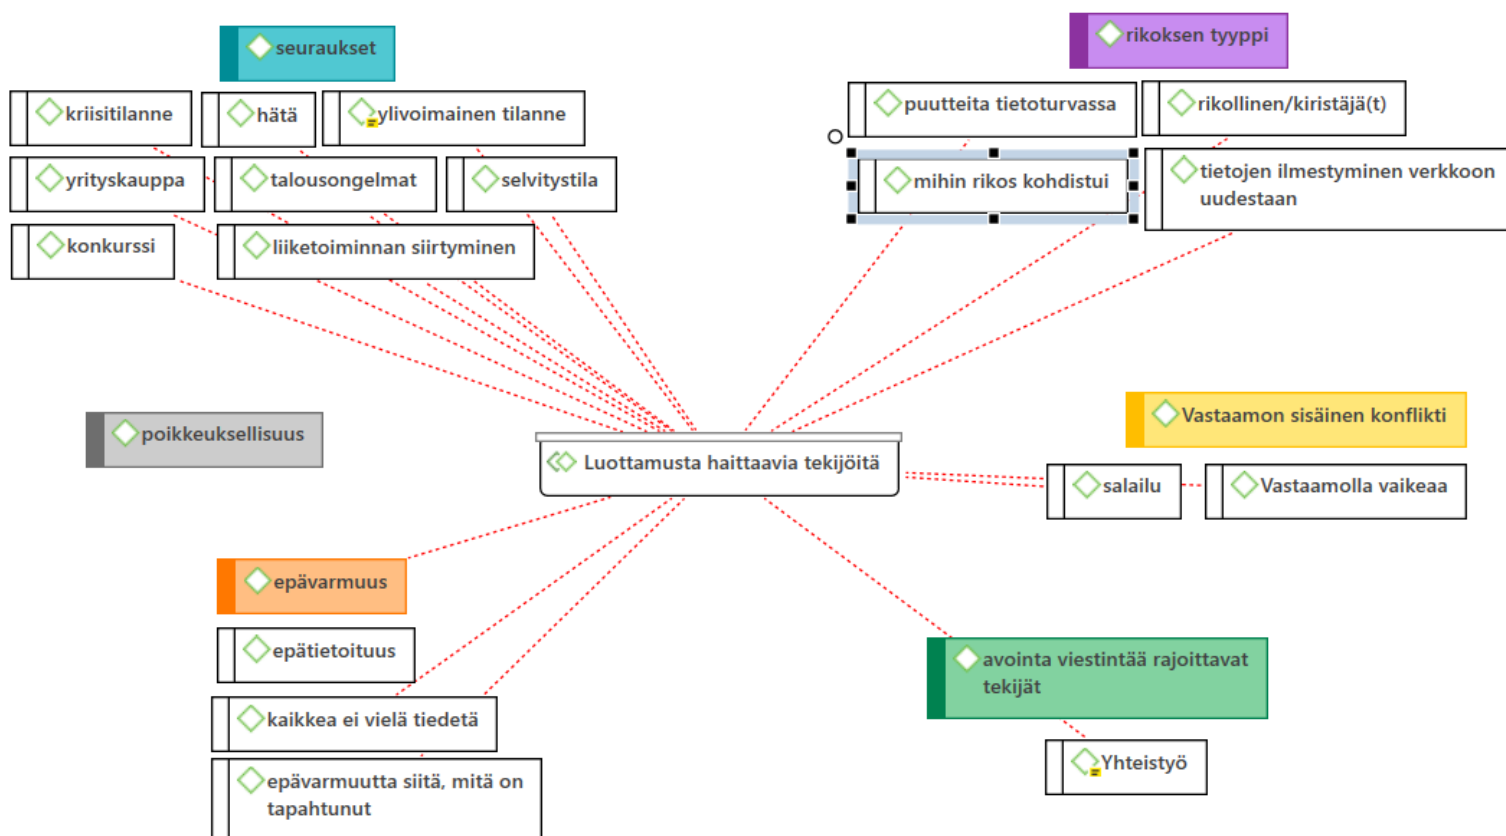 seuraukset
kriisitilanne
hätä
ylivoimainen tilanne
yrityskauppa
talousongelmat
selvitystila
konkurssi
liiketoiminnan siirtyminen
rikoksen tyyppi
puutteita tietoturvassa
rikollinen/kiristäjä(t)
mihin rikos kohdistui
tietojen ilmestyminen verkkoon
uudestaan
poikkeuksellisuus
Luottamusta haittaavia tekijöitä
Vastaamon sisäinen konflikti
salailu
Vastaamolla vaikeaa
epävarmuus
epätietoituus
kaikkea ei vielä tiedetä
epävarmuutta siitä, mitä on
tapahtunut
avointa viestintää rajoittavat
tekijät
Yhteistyö